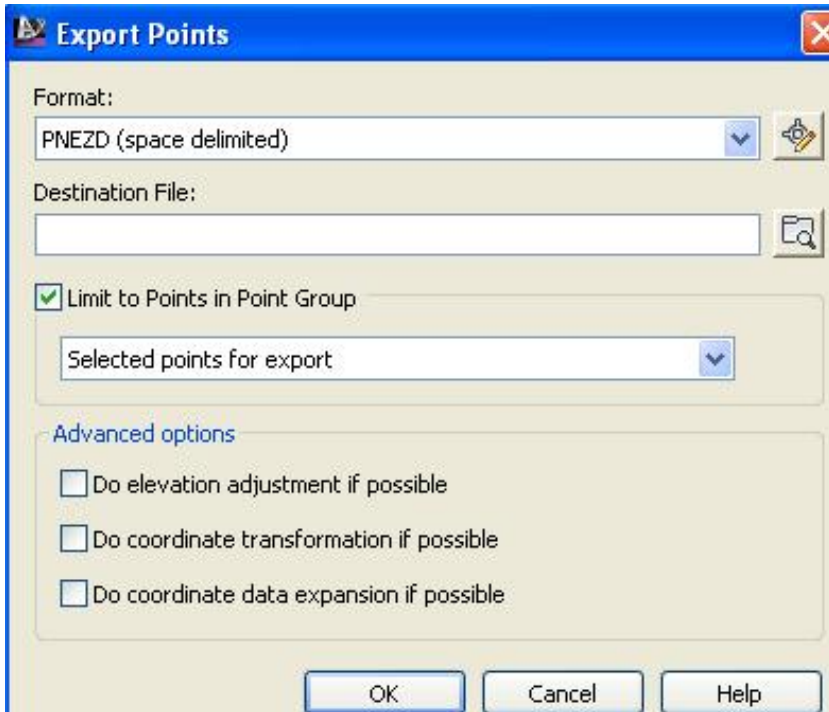 Export Points
Format:
PNEZD (space delimited)
Destination File:
Limit to Points in Point Group
Selected points for export
Advanced options
Do elevation adjustment if possible
Do coordinate transformation if possible
Do coordinate data expansion if possible
OK Cancel Help